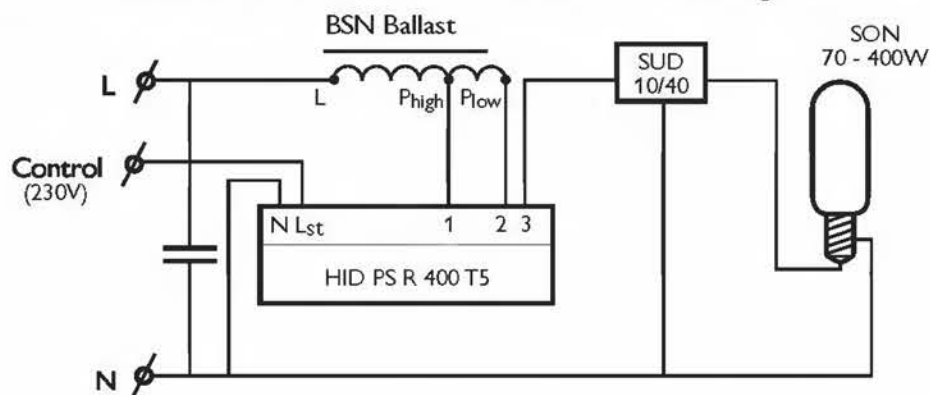 BSN Ballast
SON
70 - 400W
SUD
10/40
L
L
Phigh
Plow
Control
(230V)
N Lst
1
2
3
HID PS R 400 T5
N